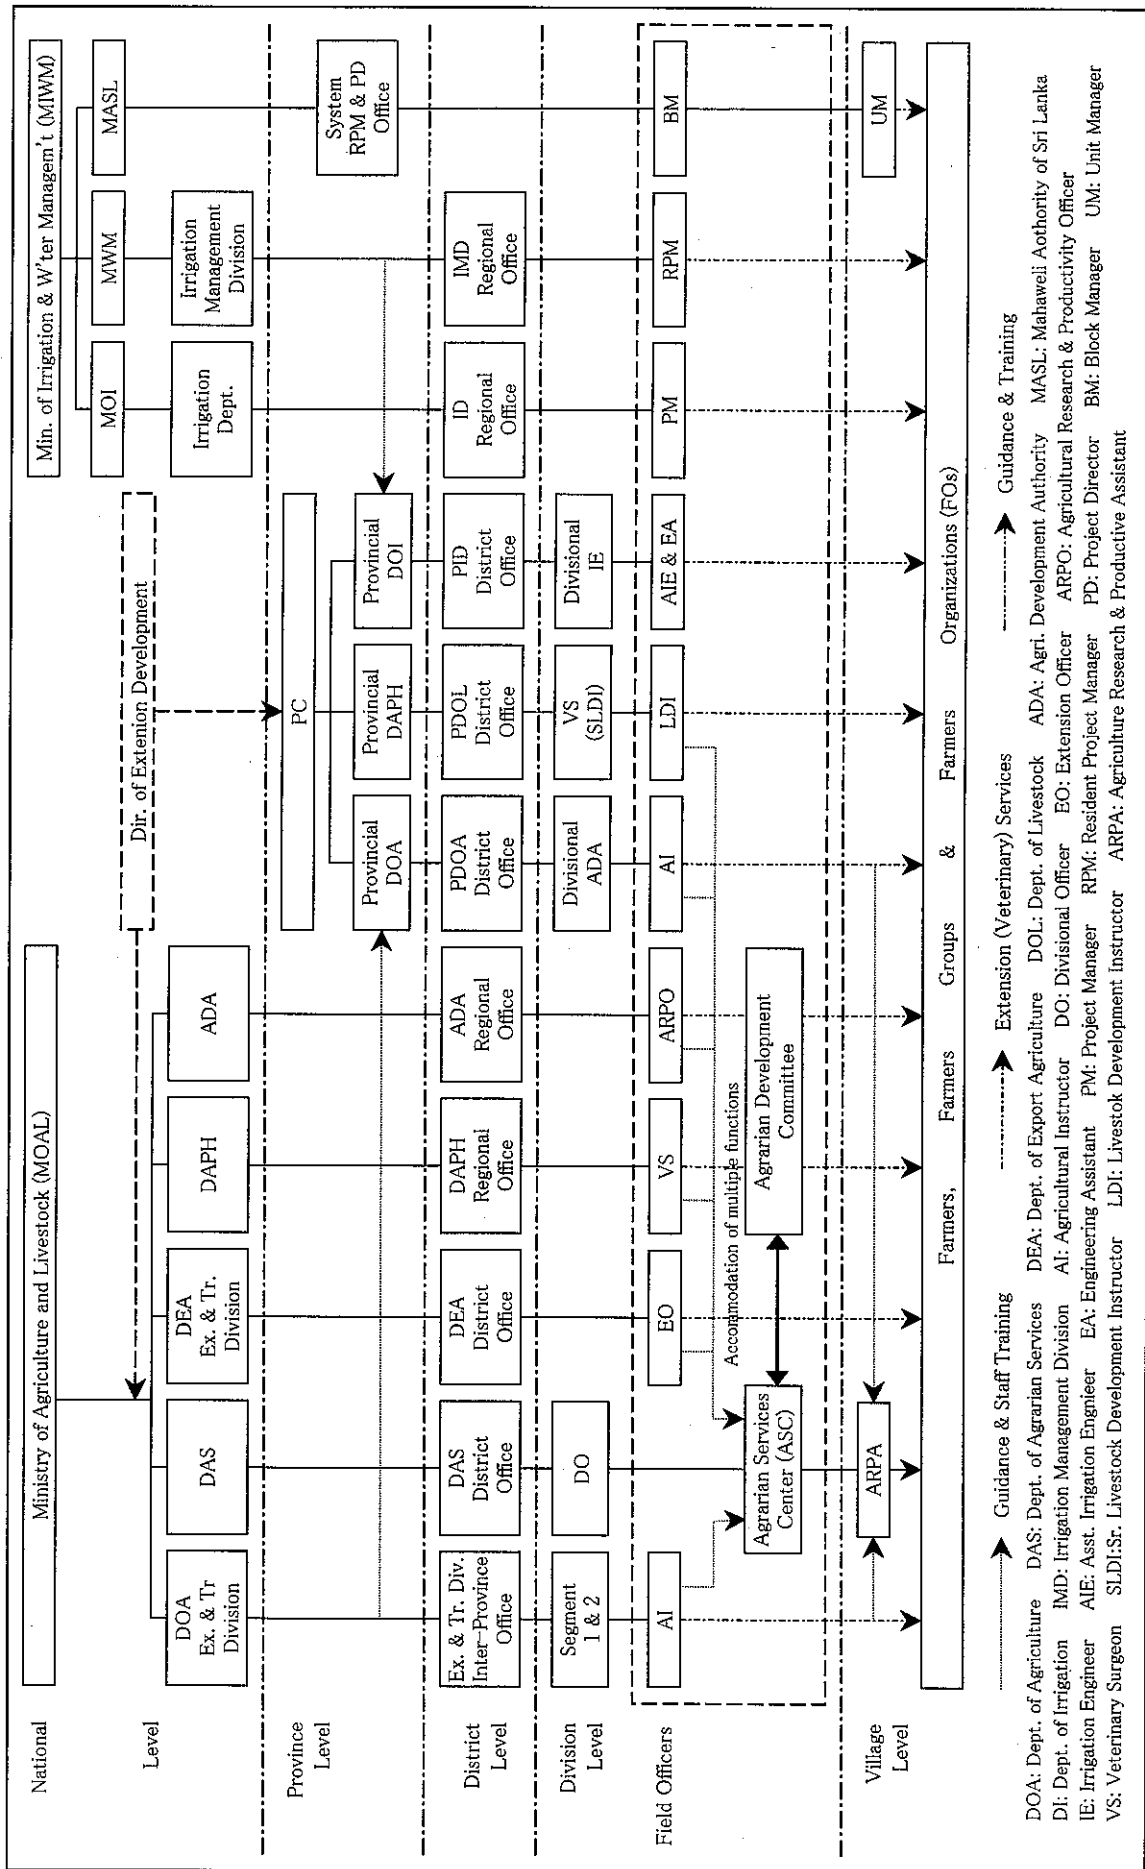 National
Level
Ministry of Agriculture and Livestock (MOAL)
Dir. of Extenion Development
Min. of Irrigation & W'ter Managem't (MIWM)
MOI
MWM
MASL
DOA
Ex. & Tr
Division
DAS
DEA
Ex. & Tr.
Division
DAPH
ADA
Irrigation
Dept.
Irrigation
Management
Division
Province
Level
PC
Provincial
DOA
Provincial
DAPH
Provincial
DOI
System
RPM & PD
Office
District
Level
Ex. & Tr. Div.
Inter-Province
Office
DAS
District
Office
DEA
District
Office
DAPH
Regional
Office
ADA
Regional
Office
PDOA
District
Office
PDOL
District
Office
PID
District
Office
ID
Regional
Office
IMD
Regional
Office
Division
Level
Segment
1 & 2
DO
Divisional
ADA
VS
(SLDI)
Divisional
IE
Field Officers
AI
EO
VS
ARPO
AI
LDI
AIE & EA
PM
RPM
BM
Accommodation of multiple functions
Agrarian Services
Center (ASC)
Agrarian Development
Committee
Village
Level
ARPA
UM
Farmers, Farmers Groups & Farmers Organizations (FOs)
Guidance & Staff Training
Extension (Veterinary) Services
Guidance & Training
DOA: Dept. of Agriculture DAS: Dept. of Agrarian Services DEA: Dept. of Export Agriculture DOL: Dept. of Livestock ADA: Agri. Development Authority MASL: Mahaweli Aothority of Sri Lanka
DI: Dept. of Irrigation IMD: Irrigation Management Division AI: Agricultural Instructor DO: Divisional Officer EO: Extension Officer ARPO: Agricultural Research & Productivity Officer
IE: Irrigation Engineer AIE: Asst. Irrigation Engnieer EA: Engineering Assistant PM: Project Manager RPM: Resident Project Manager PD: Project Director BM: Block Manager UM: Unit Manager
VS: Veterinary Surgeon SLDI:Sr. Livestock Development Instructor LDI: Livestok Development Instructor ARPA: Agriculture Research & Productive Assistant